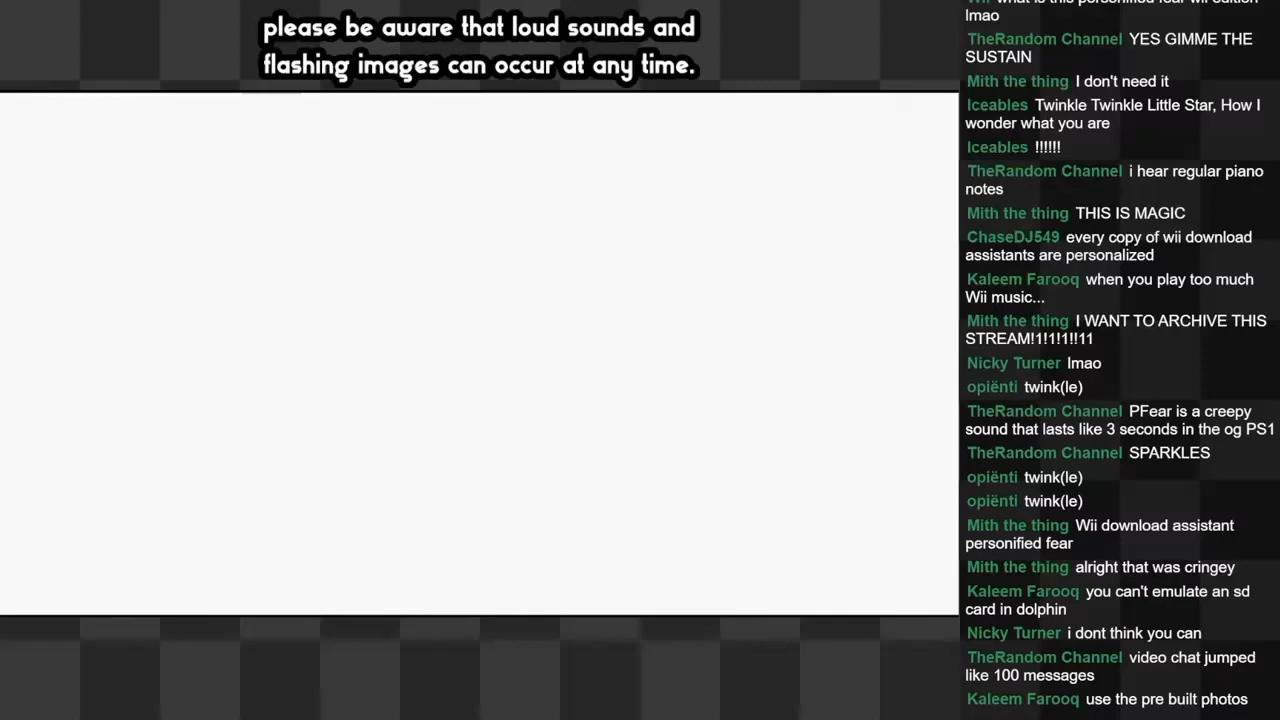 please be aware that loud sounds and
flashing images can occur at any time.
lmao
TheRandom Channel YES GIMME THE
SUSTAIN
Mith the thing I don't need it
Iceables Twinkle Twinkle Little Star, How I
wonder what you are
Iceables !!!!!!
TheRandom Channel i hear regular piano
notes
Mith the thing THIS IS MAGIC
ChaseDJ549 every copy of wii download
assistants are personalized
Kaleem Farooq when you play too much
Wii music...
Mith the thing I WANT TO ARCHIVE THIS
STREAM!1!1!1!!11
Nicky Turner lmao
opiënti twink(le)
TheRandom Channel PFear is a creepy
sound that lasts like 3 seconds in the og PS1
TheRandom Channel SPARKLES
opiënti twink(le)
opiënti twink(le)
Mith the thing Wii download assistant
personified fear
Mith the thing alright that was cringey
Kaleem Farooq you can't emulate an sd
card in dolphin
Nicky Turner i dont think you can
TheRandom Channel video chat jumped
like 100 messages
Kaleem Farooq use the pre built photos